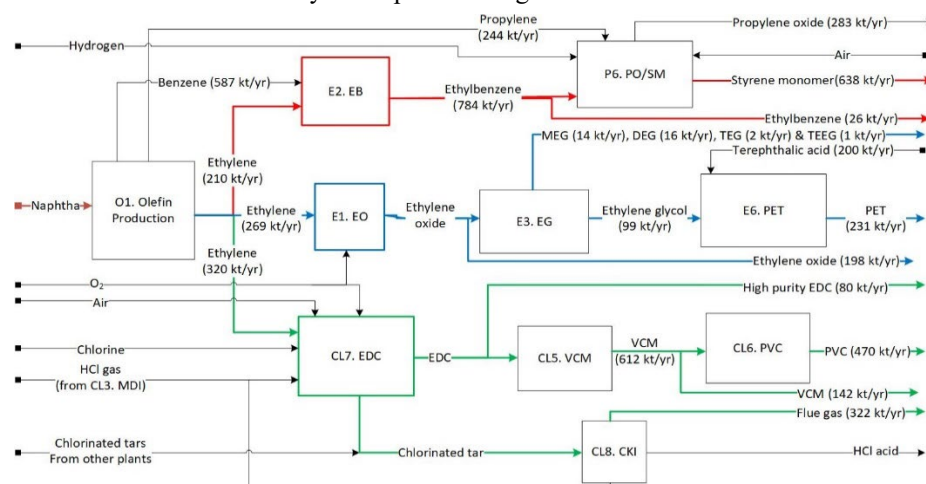 Propylene
(244 kt/yr)
Propylene oxide (283 kt/yr)
Hydrogen
Air
Benzene (587 kt/yr)
E2. EB
Ethylbenzene
(784 kt/yr)
P6. PO/SM
Styrene monomer(638 kt/yr)
Ethylbenzene (26 kt/yr)
MEG (14 kt/yr), DEG (16 kt/yr), TEG (2 kt/yr) & TEEG (1 kt/yr)
Terephthalic acid (200 kt/yr)
Ethylene
(210 kt/yr)
Naphtha
O1. Olefin
Production
Ethylene
(269 kt/yr)
E1. EO
Ethylene
oxide
E3. EG
Ethylene glycol
(99 kt/yr)
E6. PET
PET
(231 kt/yr)
Ethylene
(320 kt/yr)
Ethylene oxide (198 kt/yr)
O2
Air
High purity EDC (80 kt/yr)
Chlorine
CL7. EDC
EDC
CL5. VCM
VCM
(612 kt/yr)
CL6. PVC
PVC (470 kt/yr)
HCl gas
(from CL3. MDI)
VCM (142 kt/yr)
Flue gas (322 kt/yr)
Chlorinated tars
From other plants
Chlorinated tar
CL8. CKI
HCl acid